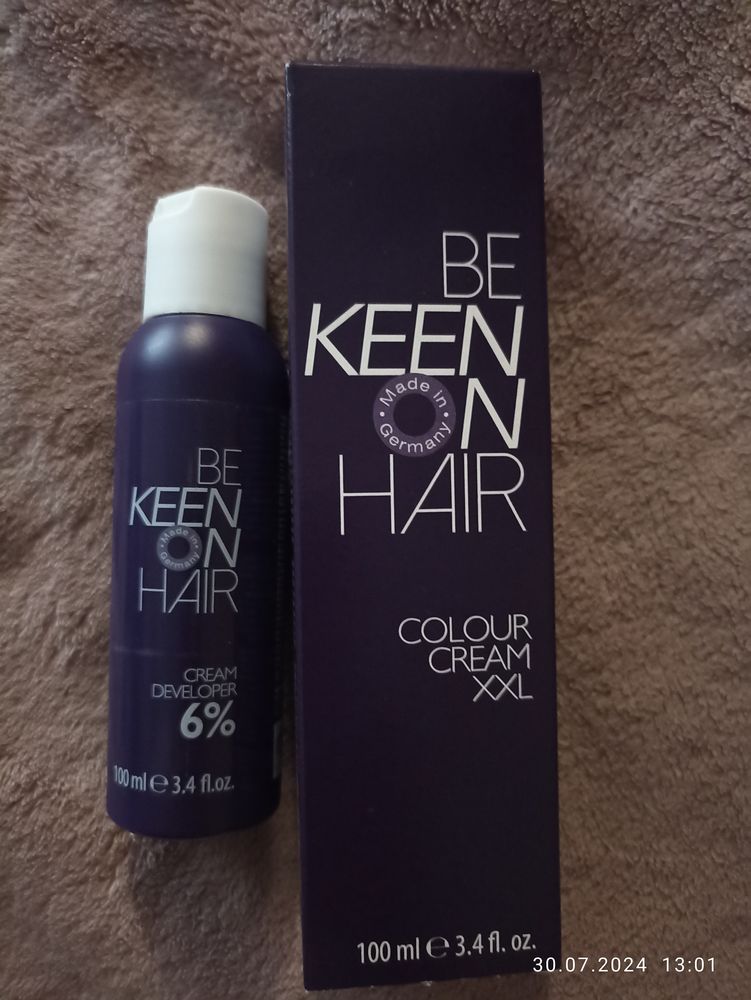 BE
KEEN
ON
Made in
Germany
HAIR
CREAM
DEVELOPER
6%
100 ml ℮ 3.4 fl.oz.
BE
KEEN
ON
Made in
Germany
HAIR
COLOUR
CREAM
XXL
100 ml ℮ 3.4 fl. oz.
30.07.2024 13:01